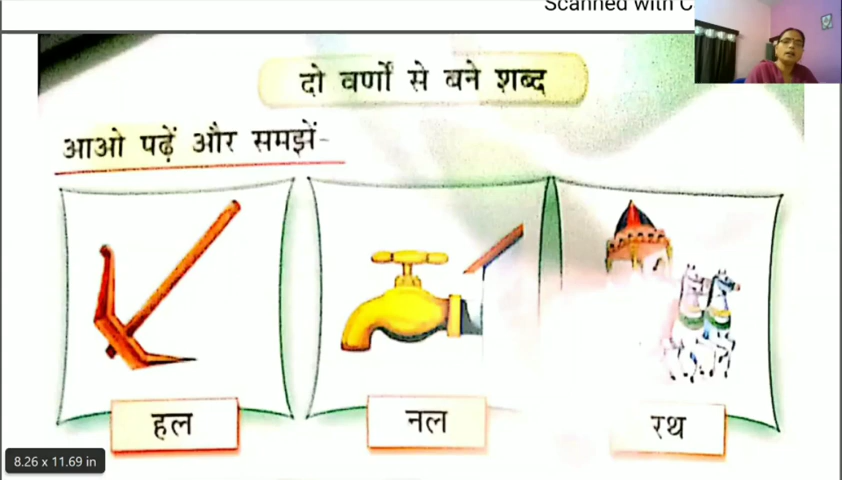 Scanned with C
दो वर्णों से बने शब्द
आओ पढ़ें और समझें-
हल
नल
रथ
8.26 x 11.69 in